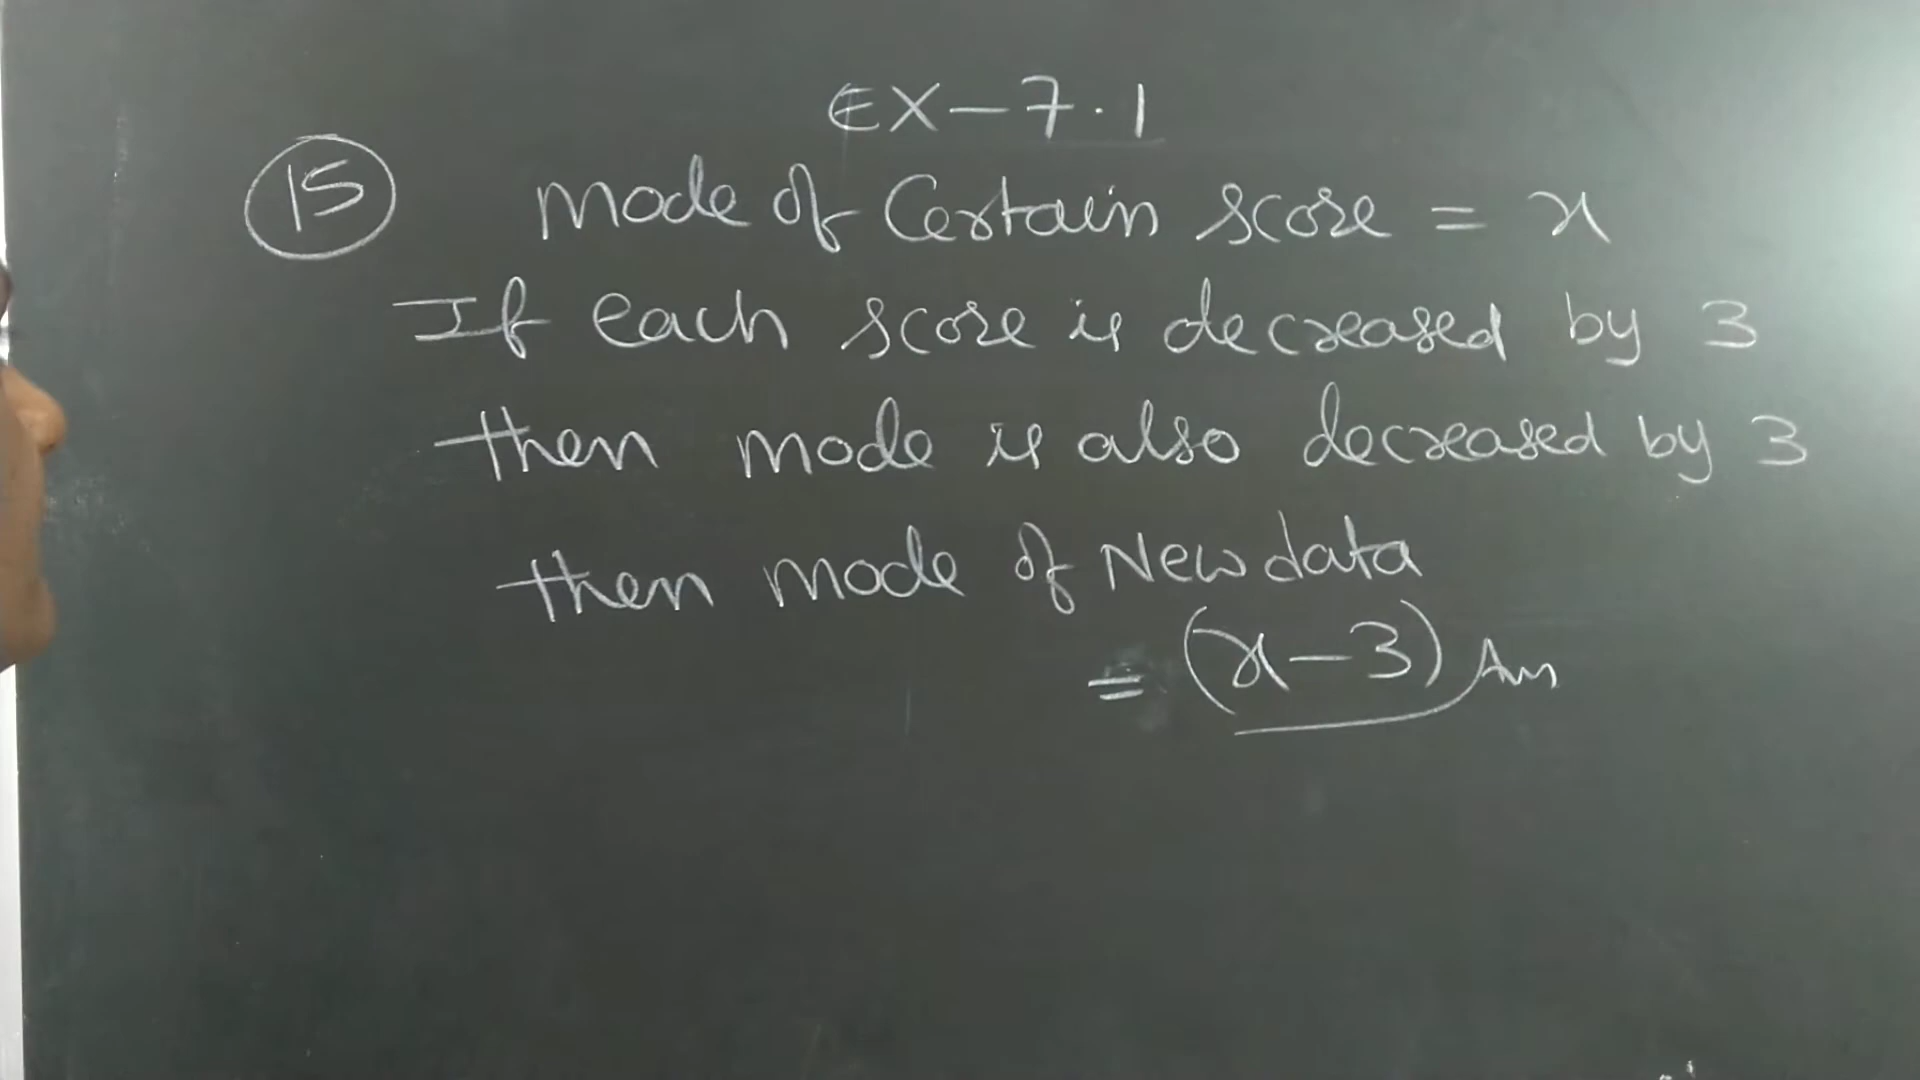 EX-7.1
15 Mode of Certain score = x
If each score is decreased by 3
then mode is also decreased by 3
then mode of New data
= (x-3) Ans